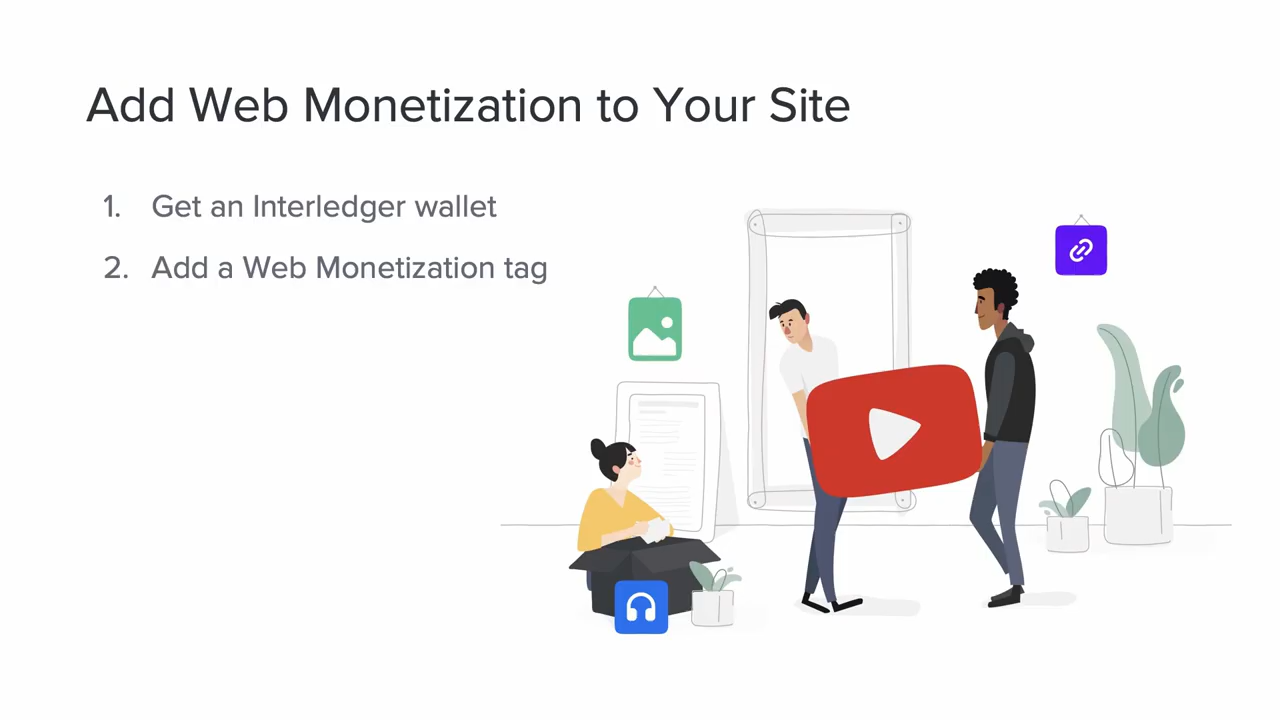 Add Web Monetization to Your Site
1. Get an Interledger wallet
2. Add a Web Monetization tag